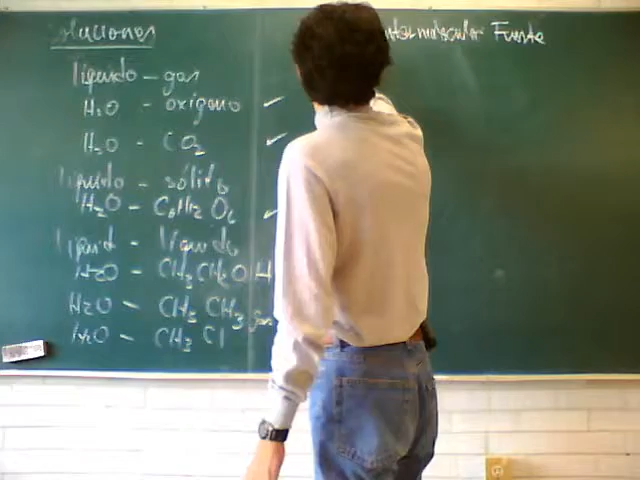 soluciones
líquido - gas
H₂O - oxígeno ✓
H₂O - CO₂ ✓
líquido - sólido
H₂O - C₆H₁₂O₆ ✓
líquid - líquido
H₂O - CH₃CH₂OH
H₂O - CH₃CH₃
H₂O - CH₃Cl
intermolecular Fuerte